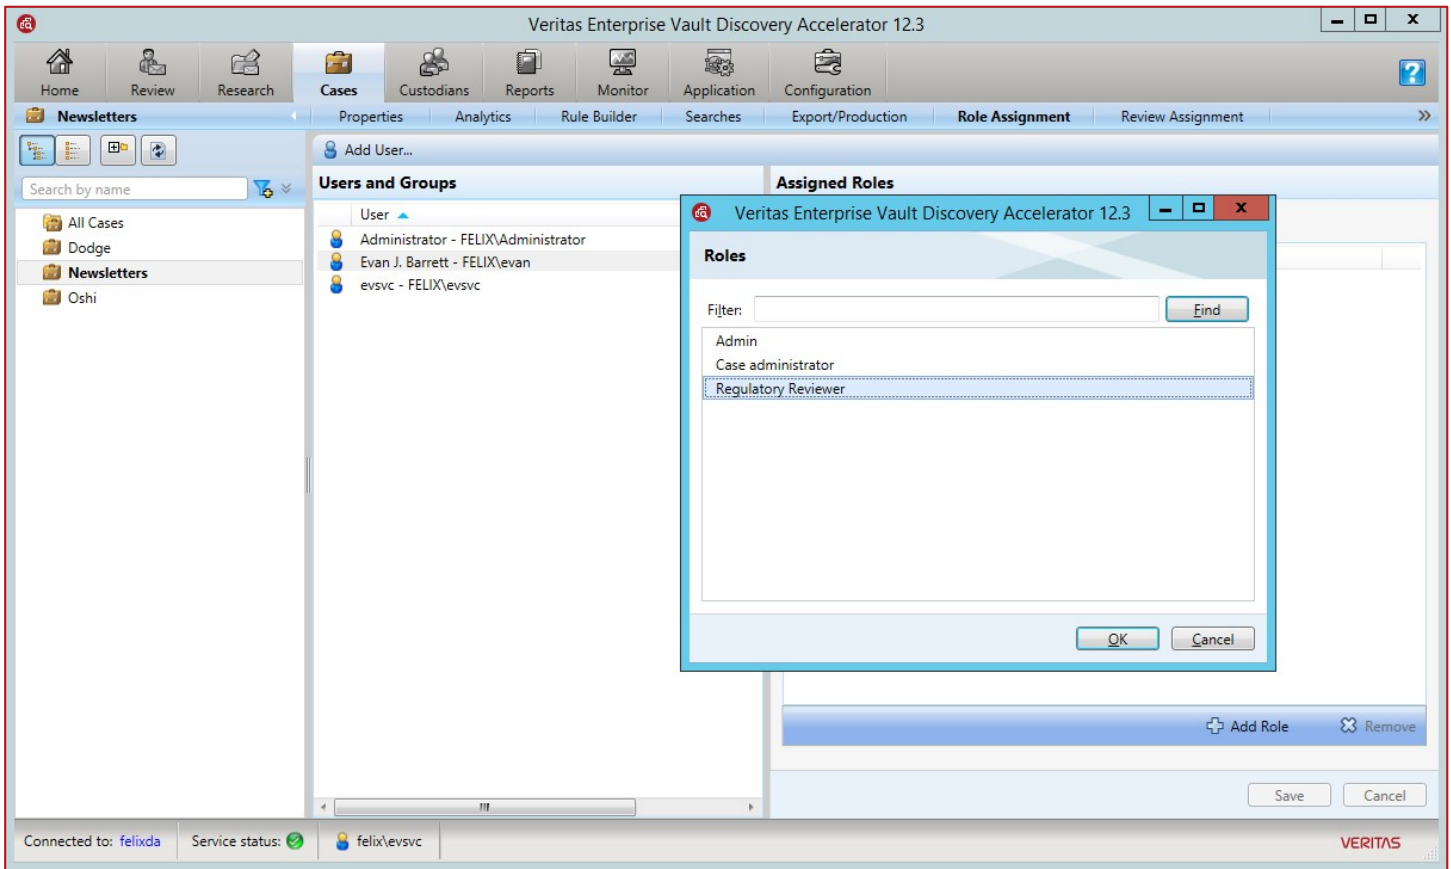 Veritas Enterprise Vault Discovery Accelerator 12.3
Home Review Research Cases Custodians Reports Monitor Application Configuration
Newsletters Properties Analytics Rule Builder Searches Export/Production Role Assignment Review Assignment
Add User...
Search by name
Users and Groups
Assigned Roles
All Cases
Dodge
Newsletters
Oshi
User
Administrator - FELIX\Administrator
Evan J. Barrett - FELIX\evan
evsvc - FELIX\evsvc
Veritas Enterprise Vault Discovery Accelerator 12.3
Roles
Filter:
Find
Admin
Case administrator
Regulatory Reviewer
OK Cancel
Add Role Remove
Save Cancel
Connected to: felixda Service status: felix\evsvc VERITAS